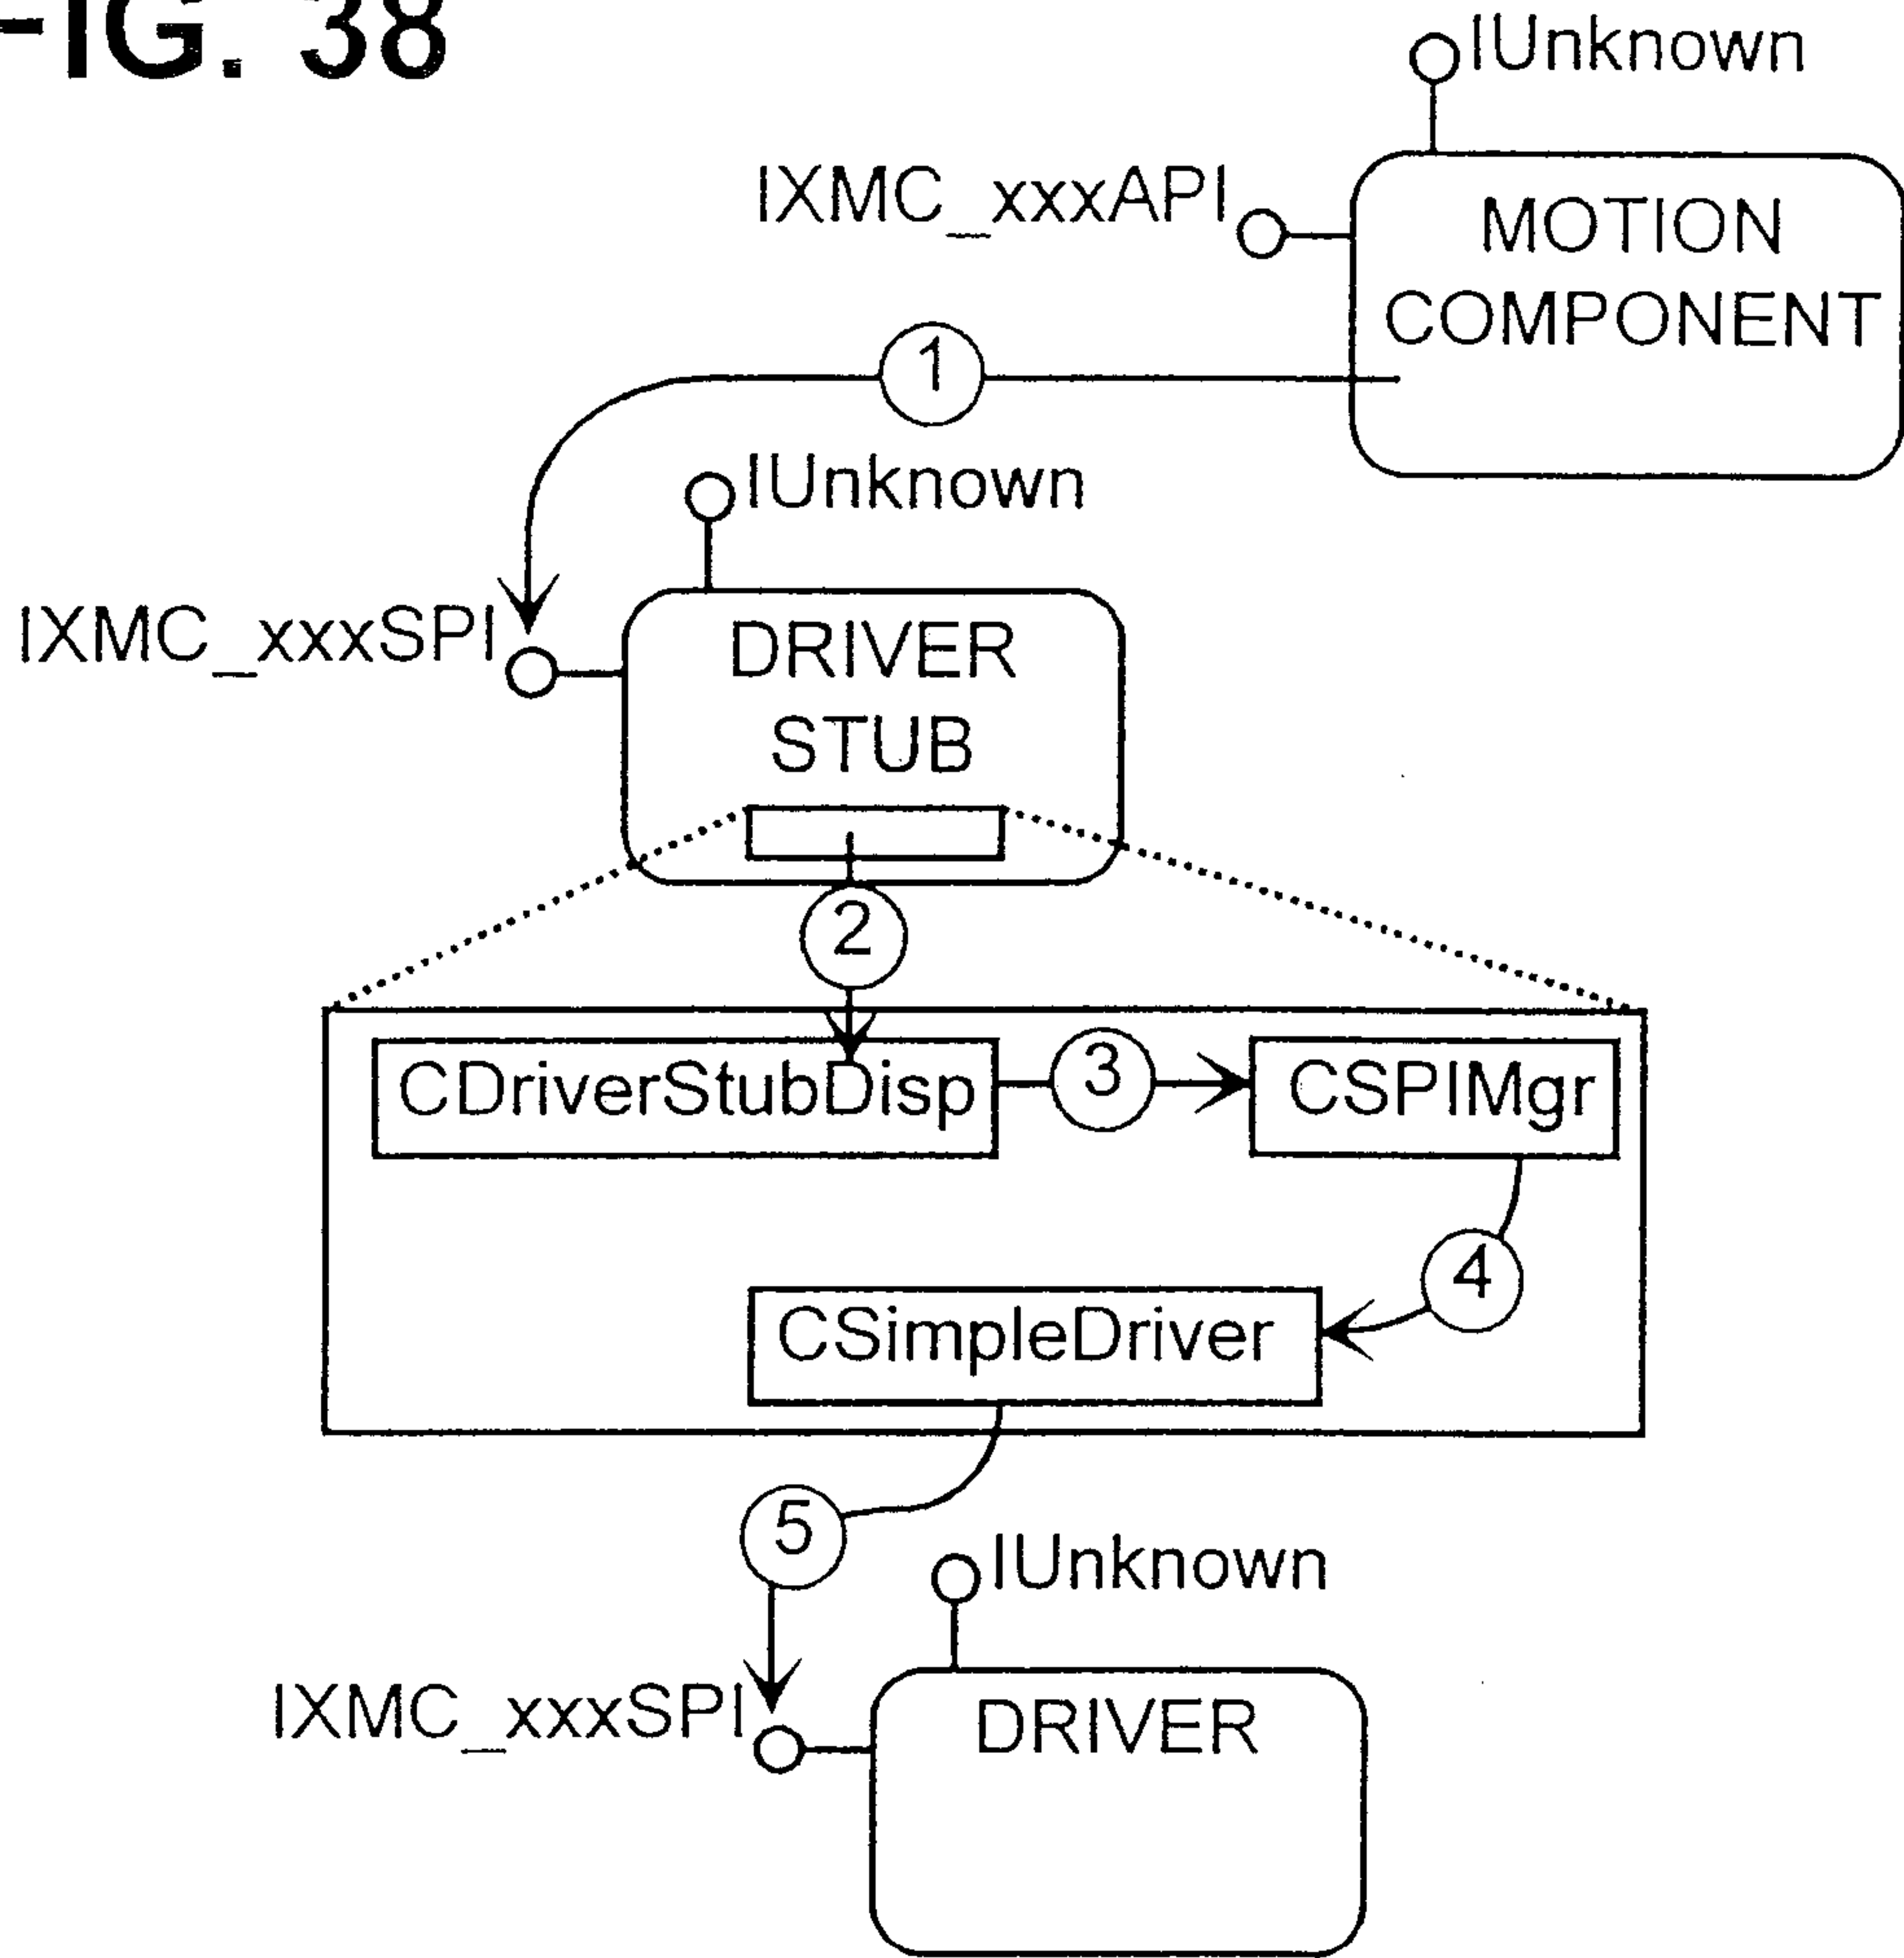 FIG. 38
IUnknown
IXMC_xxxAPI
MOTION
COMPONENT
1
IUnknown
IXMC_xxxSPI
DRIVER
STUB
2
CDriverStubDisp
3
CSPIMgr
4
CSimpleDriver
5
IUnknown
IXMC_xxxSPI
DRIVER